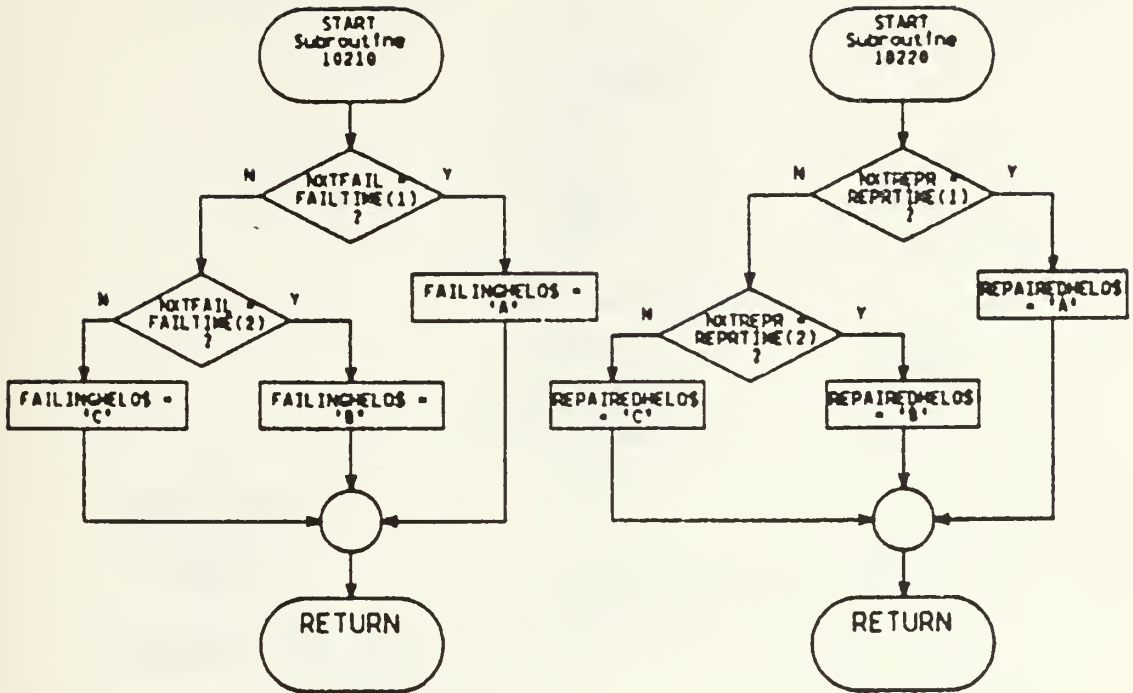 START
Subroutine
10210
N
NXTFAIL =
FAILTIME(1)
?
Y
N
NXTFAIL =
FAILTIME(2)
?
Y
FAILINGHELO$ =
'A'
FAILINGHELO$ =
'C'
FAILINGHELO$ =
'B'
RETURN
START
Subroutine
10220
N
NXTREPR =
REPRTIME(1)
?
Y
N
NXTREPR =
REPRTIME(2)
?
Y
REPAIREDHELO$
= 'A'
REPAIREDHELO$
= 'C'
REPAIREDHELO$
= 'B'
RETURN